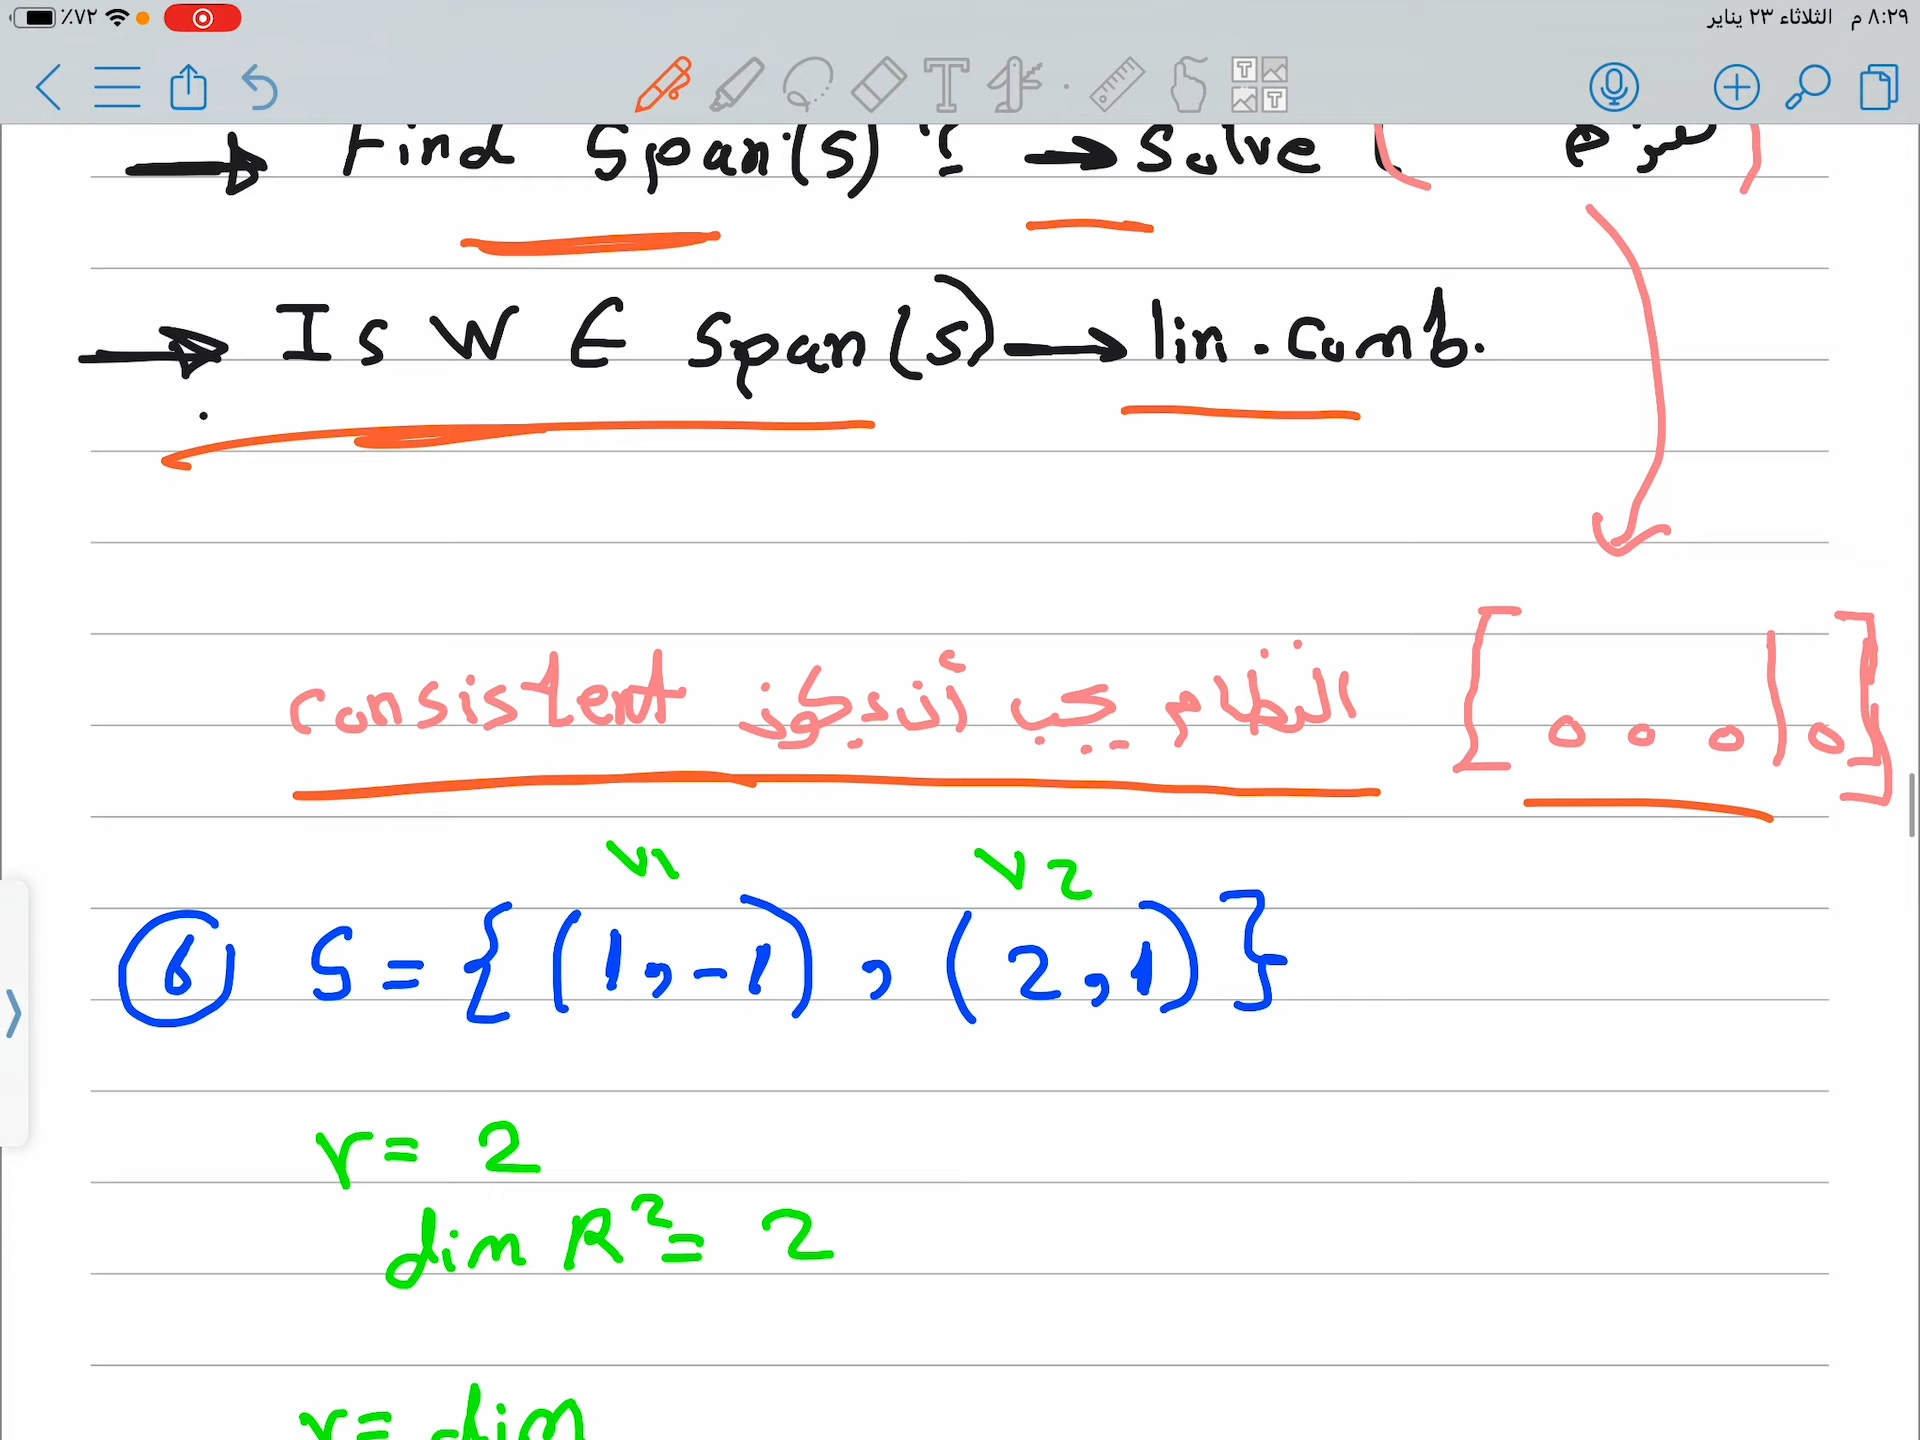 ٨:٢٩ م الثلاثاء ٢٣ يناير
٪٧٢
→ Find Span(S) ? → Solve (
→ Is W ∈ Span(S) → lin. Comb.
النظام يجب أن يكون consistent [ 0 0 0 | 0 ]
v1 v2
6 S = { (1, -1) , (2, 1) }
r = 2
dim R² = 2
r = dim